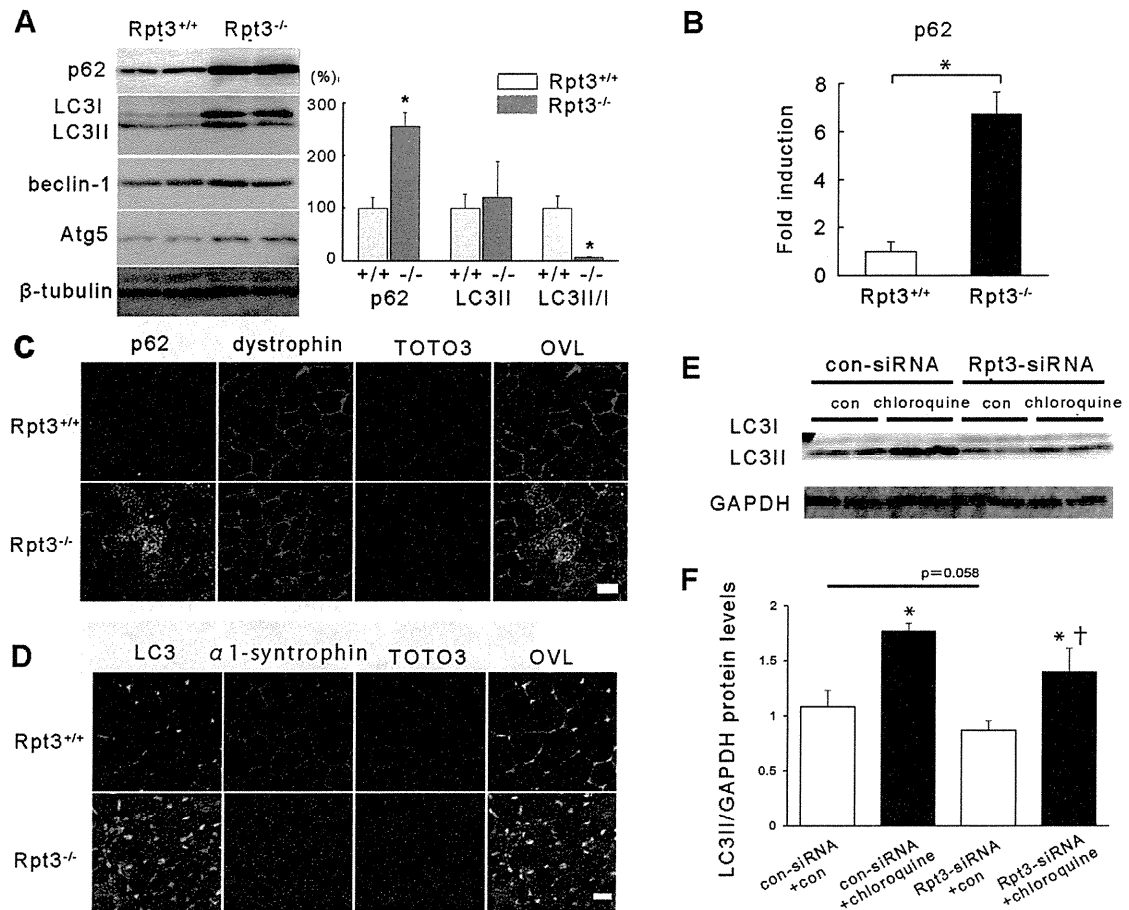 A
Rpt3+/+ Rpt3-/-
p62
LC3I
LC3II
beclin-1
Atg5
β-tubulin
(%)
300
200
100
0
Rpt3+/+
Rpt3-/-
*
*
+/+ -/- +/+ -/- +/+ -/-
p62 LC3II LC3II/I
B
p62
*
Fold induction
8
6
4
2
0
Rpt3+/+ Rpt3-/-
C
p62 dystrophin TOTO3 OVL
Rpt3+/+
Rpt3-/-
D
LC3 α1-syntrophin TOTO3 OVL
Rpt3+/+
Rpt3-/-
E
con-siRNA Rpt3-siRNA
con chloroquine con chloroquine
LC3I
LC3II
GAPDH
F
p=0.058
LC3II/GAPDH protein levels
2
1.5
1
0.5
0
*
* †
con-siRNA +con
con-siRNA +chloroquine
Rpt3-siRNA +con
Rpt3-siRNA +chloroquine